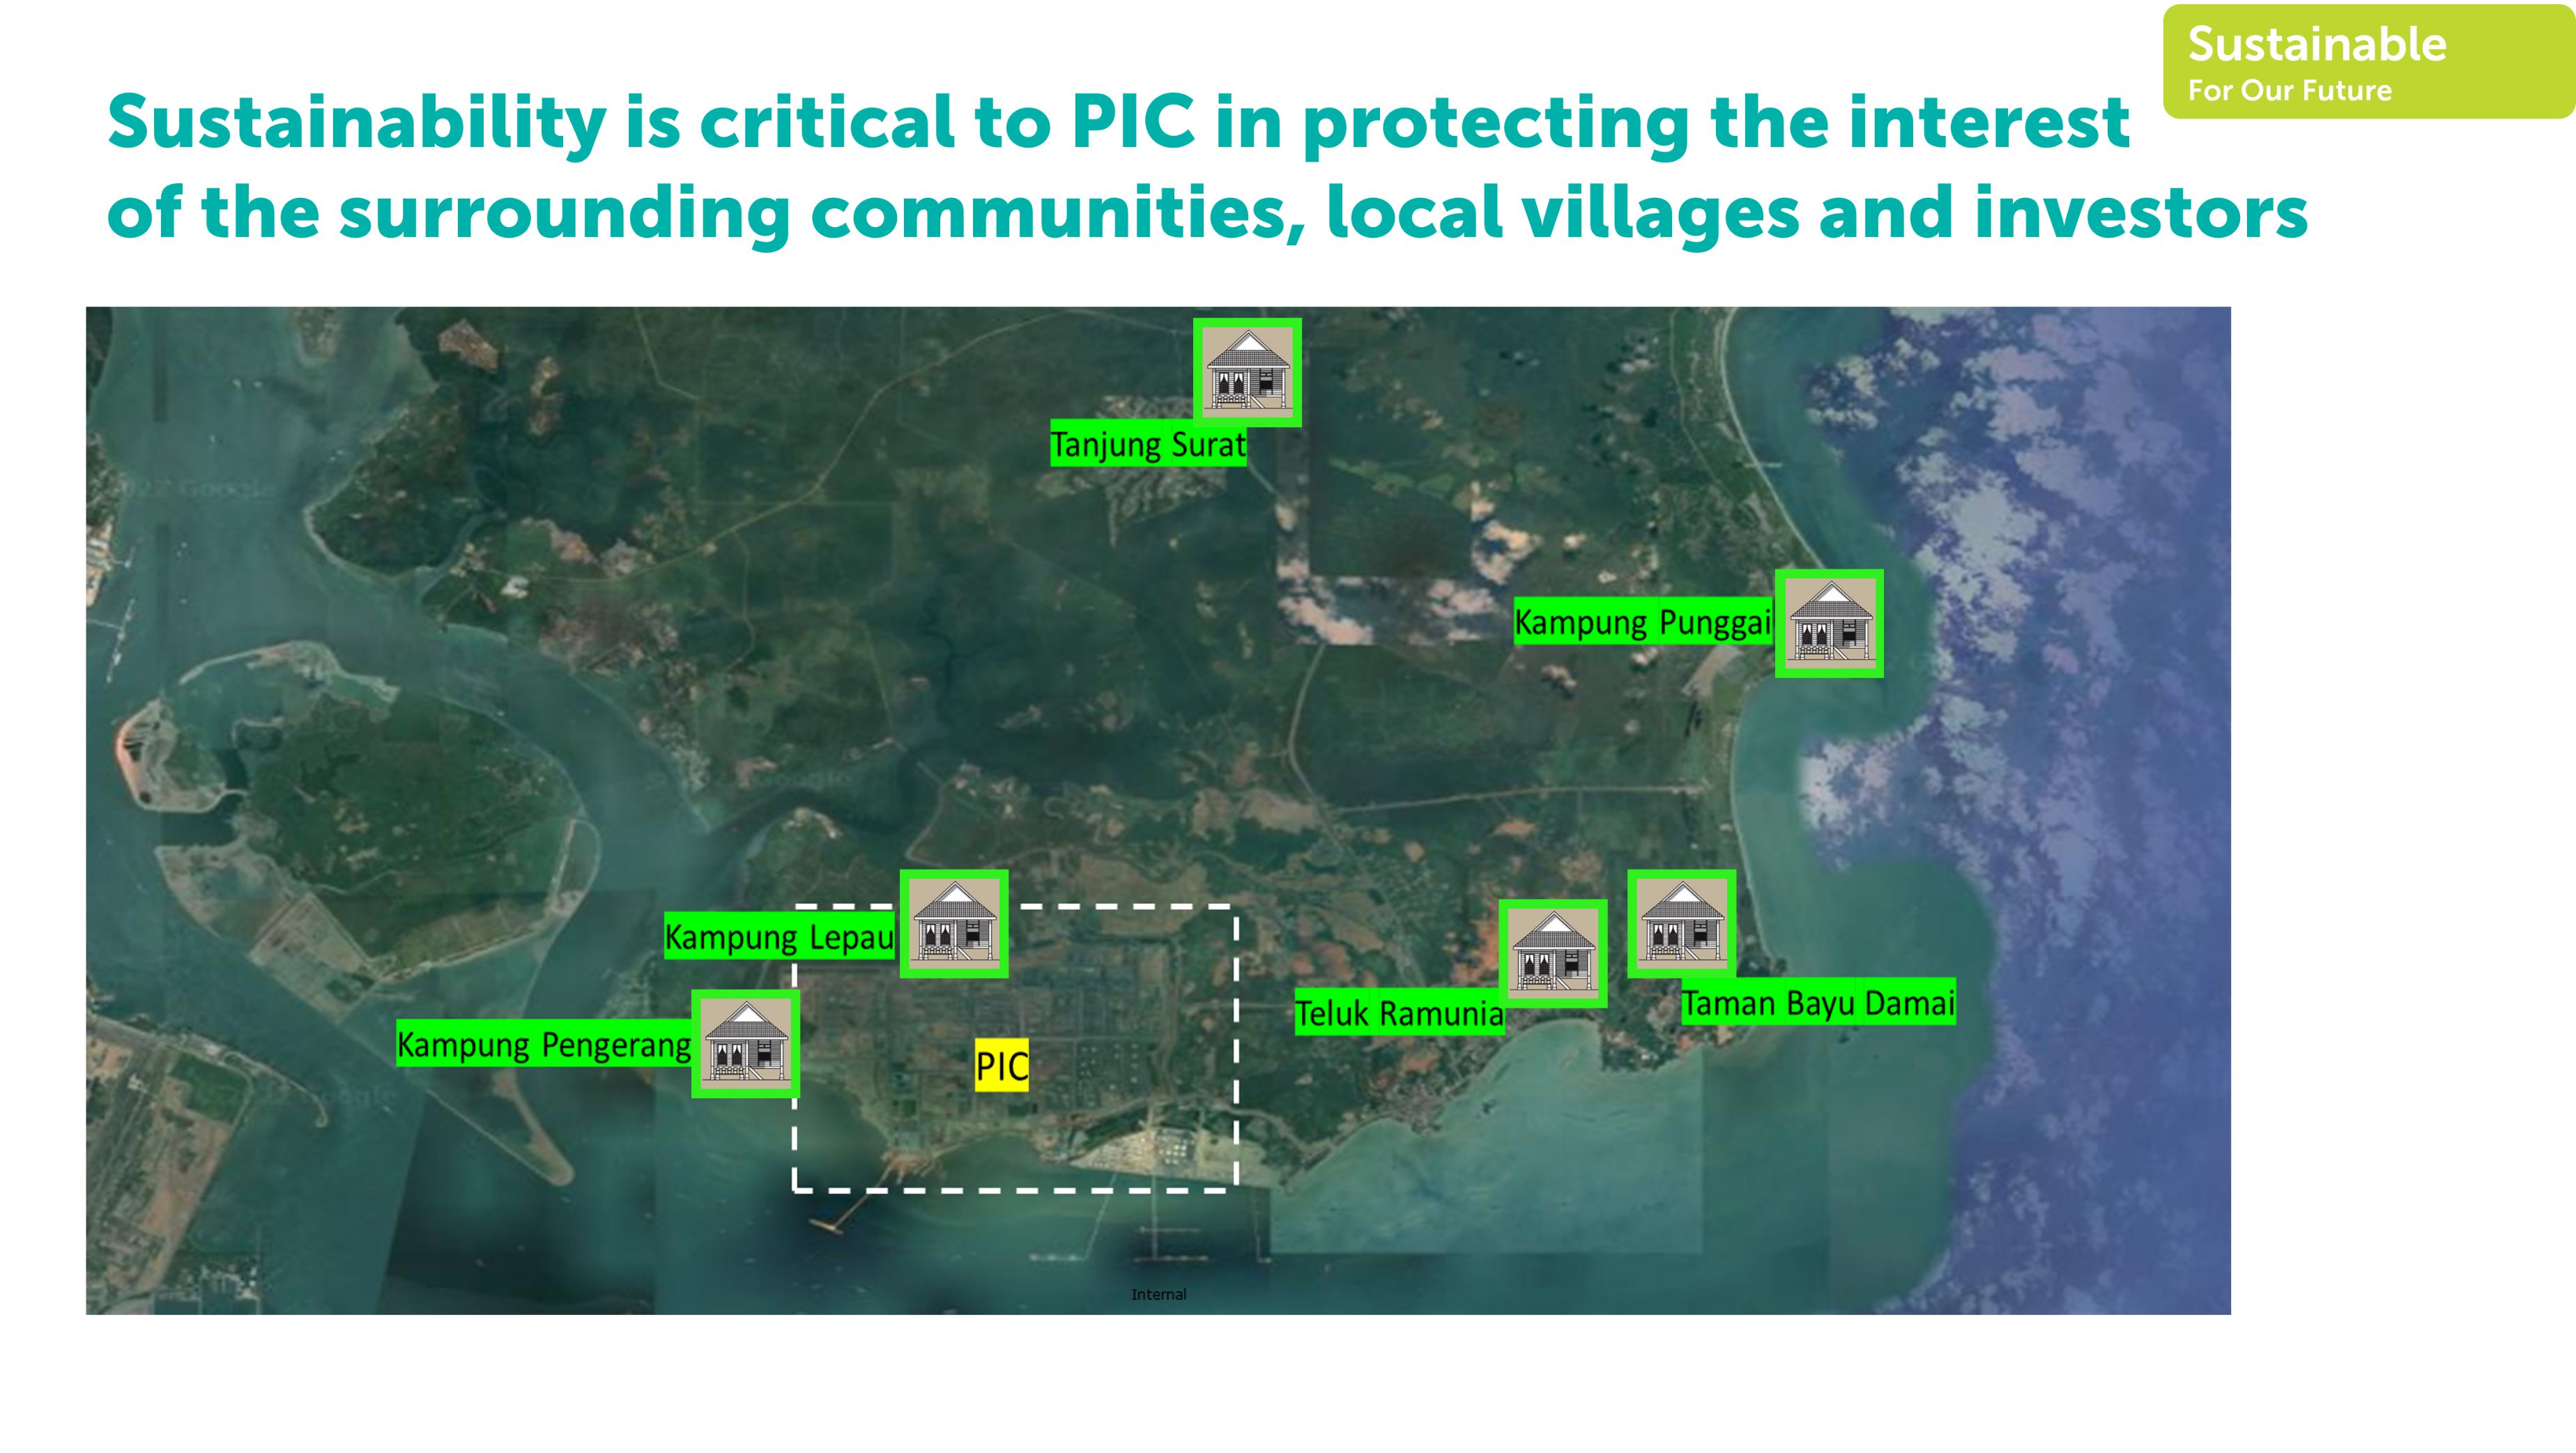 Sustainable
For Our Future
Sustainability is critical to PIC in protecting the interest
of the surrounding communities, local villages and investors
Tanjung Surat
Kampung Punggai
Kampung Lepau
Teluk Ramunia
Taman Bayu Damai
Kampung Pengerang
PIC
Internal